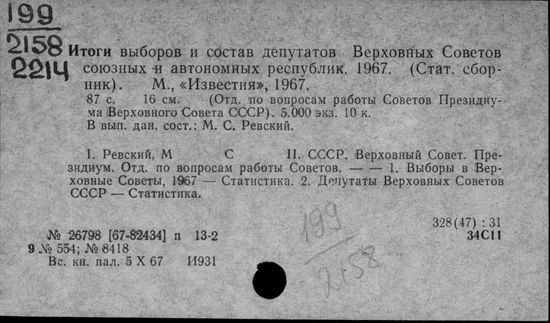 199
2158
2214
Итоги выборов и состав депутатов Верховных Советов
союзных и автономных республик. 1967. (Стат. сбор-
ник). М., «Известия», 1967.
87 с. 16 см. (Отд. по вопросам работы Советов Президиу-
ма Верховного Совета СССР). 5.000 экз. 10 к.
В вып. дан. сост.: М. С. Ревский.
I. Ревский, М С II. СССР. Верховный Совет. Пре-
зидиум. Отд. по вопросам работы Советов. — — 1. Выборы в Вер-
ховные Советы, 1967 — Статистика. 2. Депутаты Верховных Советов
СССР — Статистика.
328(47) : 31
34С11
№ 26798 [67-82434] п 13-2
9 № 554; № 8418
Вс. кн. пал. 5 X 67 И931
199
2158